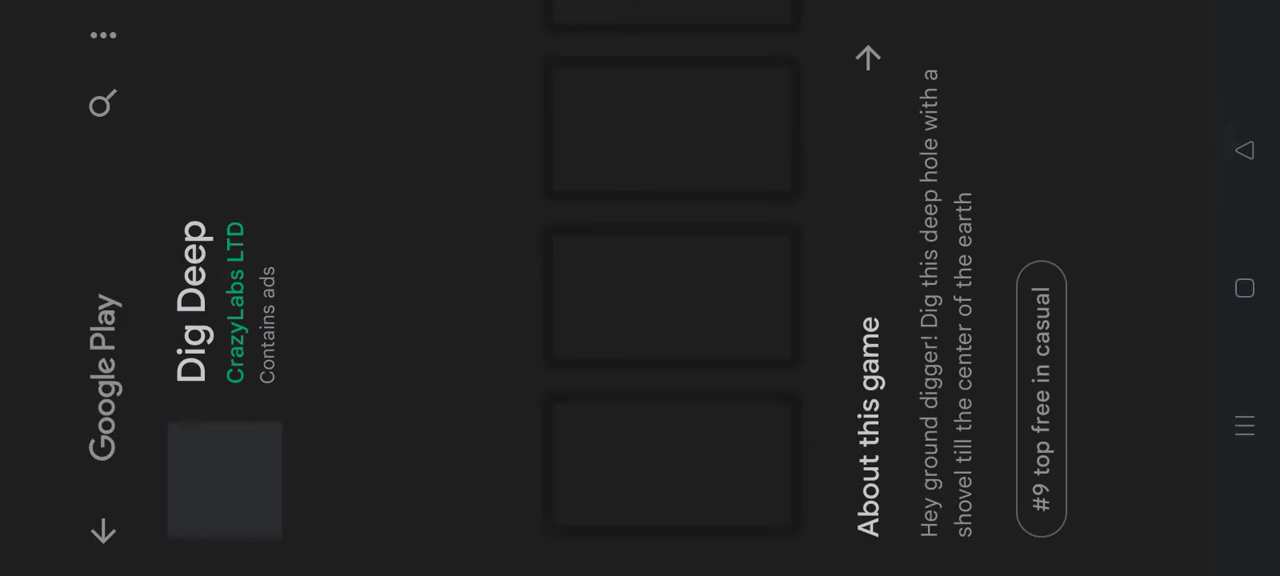 Google Play
Dig Deep
CrazyLabs LTD
Contains ads
About this game
Hey ground digger! Dig this deep hole with a
shovel till the center of the earth
#9 top free in casual